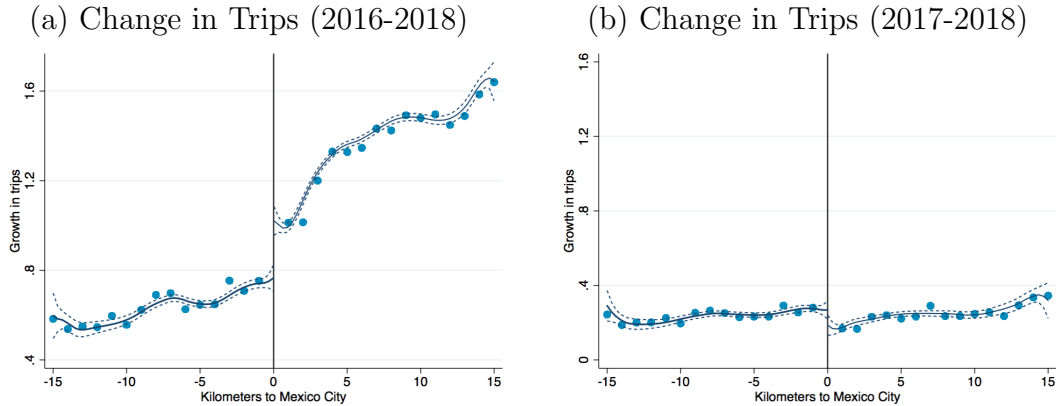 (a) Change in Trips (2016-2018)
Growth in trips
1.6
1.2
.8
.4
-15 -10 -5 0 5 10 15
Kilometers to Mexico City
(b) Change in Trips (2017-2018)
Growth in trips
1.6
1.2
.8
.4
0
-15 -10 -5 0 5 10 15
Kilometers to Mexico City